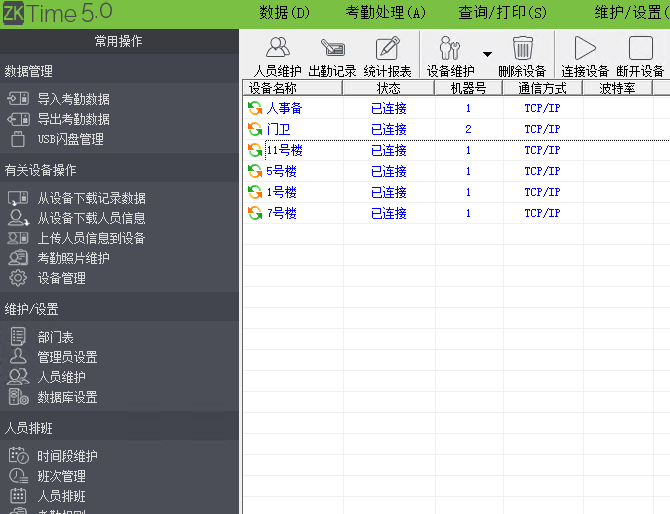 ZKTime 5.0
数据(D) 考勤处理(A) 查询/打印(S) 维护/设置(
常用操作
数据管理
导入考勤数据
导出考勤数据
USB闪盘管理
有关设备操作
从设备下载记录数据
从设备下载人员信息
上传人员信息到设备
考勤照片维护
设备管理
维护/设置
部门表
管理员设置
人员维护
数据库设置
人员排班
时间段维护
班次管理
人员排班
人员维护 出勤记录 统计报表 设备维护 删除设备 连接设备 断开设备
设备名称 状态 机器号 通信方式 波特率
人事备 已连接 1 TCP/IP
门卫 已连接 2 TCP/IP
11号楼 已连接 1 TCP/IP
5号楼 已连接 1 TCP/IP
1号楼 已连接 1 TCP/IP
7号楼 已连接 1 TCP/IP